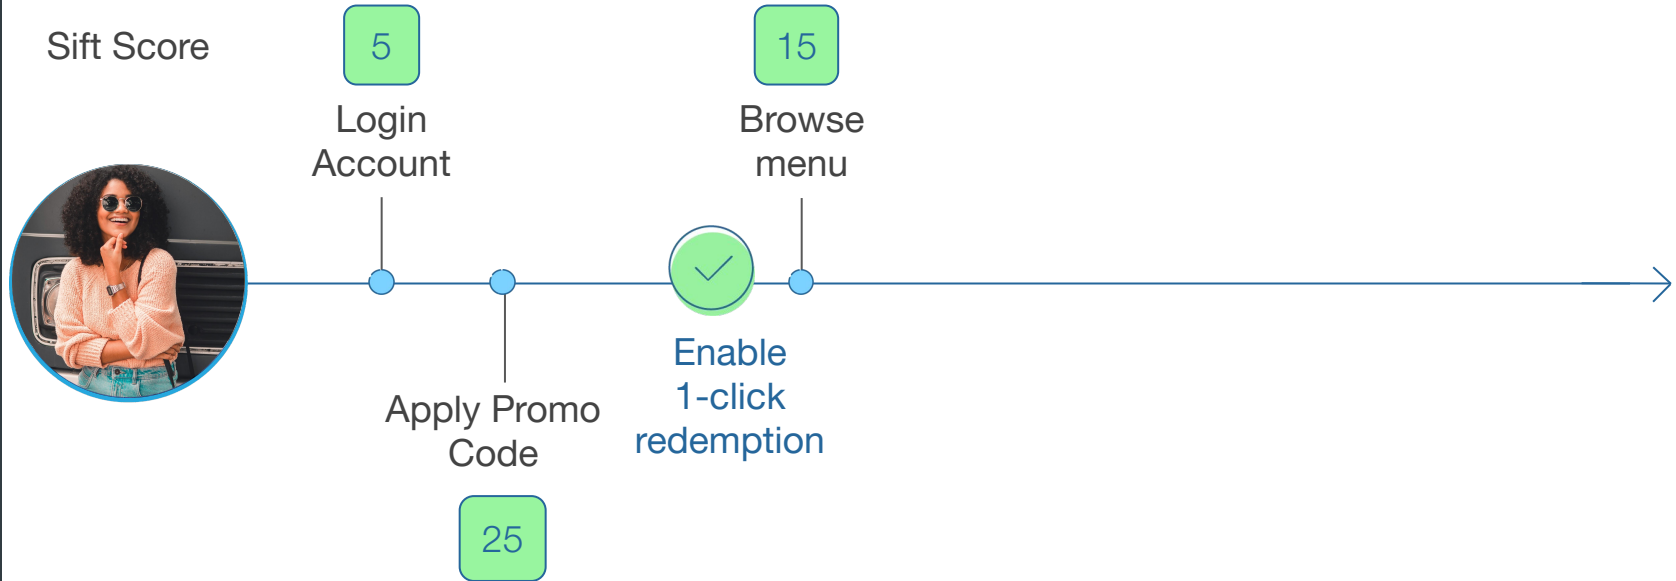 Sift Score
5
Login
Account
15
Browse
menu
Enable
1-click
redemption
Apply Promo
Code
25